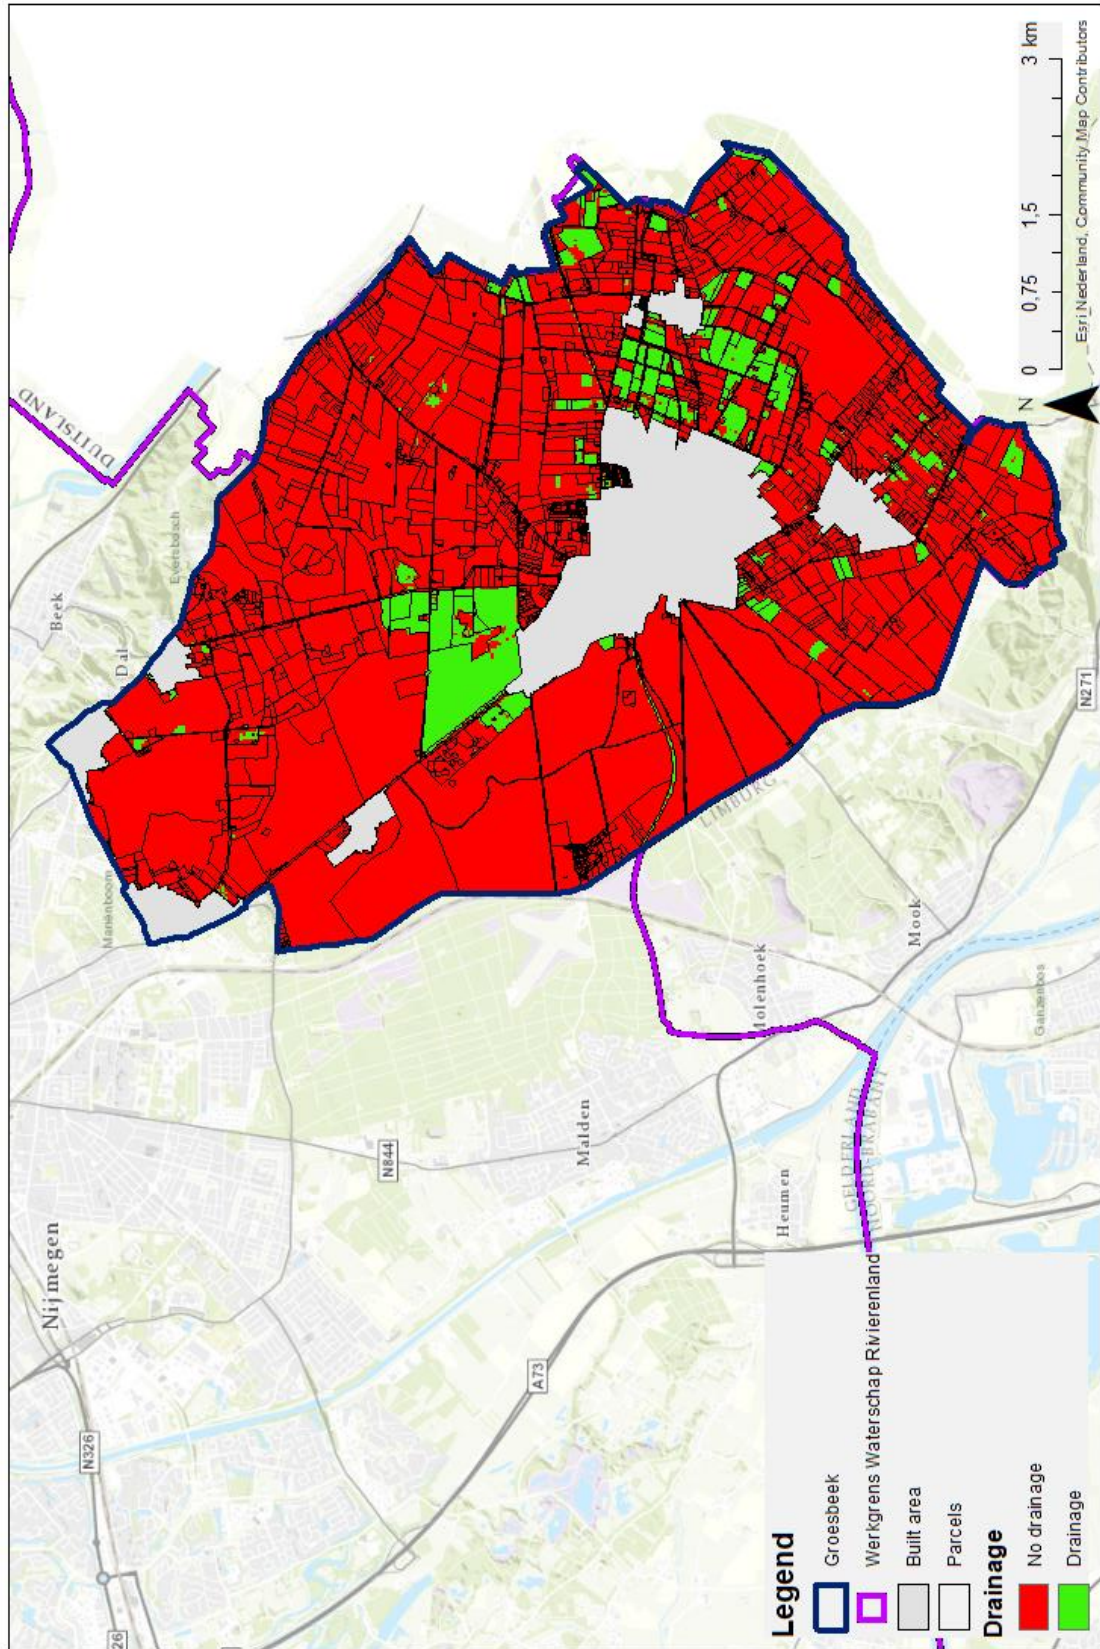 Nijmegen
N326
26
A73
N844
Malden
Heumen
Molenhoek
Mook
Ganzenbos
GELDERLAND
NOORD-BRABANT
LIMBURG
N271
Beek
Dal
DUITSLAND
Legend
Groesbeek
Werkgrens Waterschap Rivierenland
Built area
Parcels
Drainage
No drainage
Drainage
N
0 0,75 1,5 3 km
Esri Nederland, Community Map Contributors